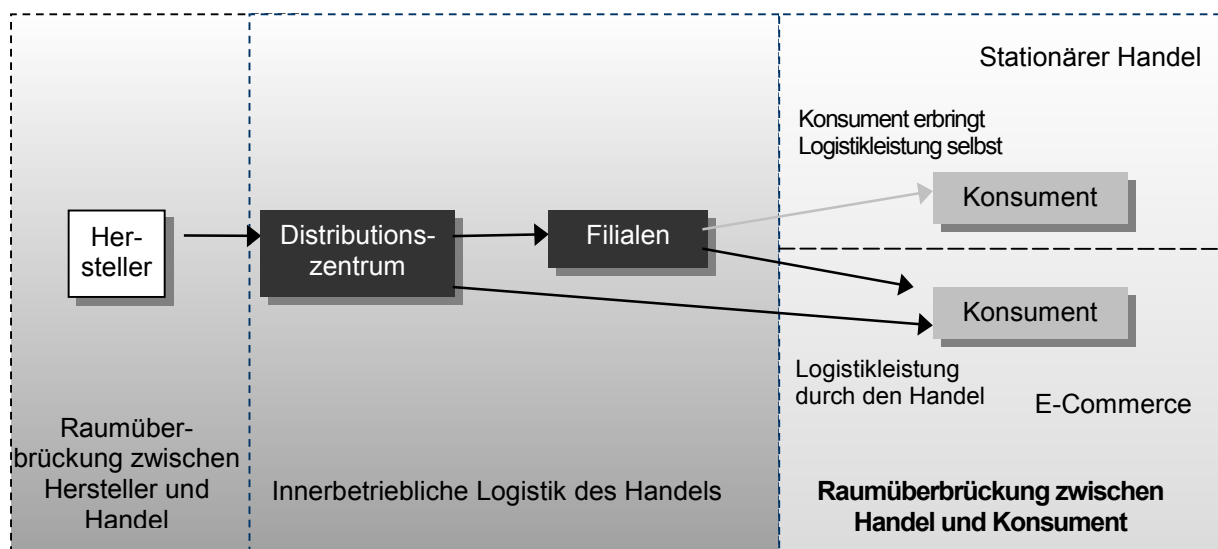 Stationärer Handel
Konsument erbringt
Logistikleistung selbst
Konsument
Her-
steller
Distributions-
zentrum
Filialen
Konsument
Logistikleistung
durch den Handel
E-Commerce
Raumüber-
brückung zwischen
Hersteller und
Handel
Innerbetriebliche Logistik des Handels
Raumüberbrückung zwischen
Handel und Konsument